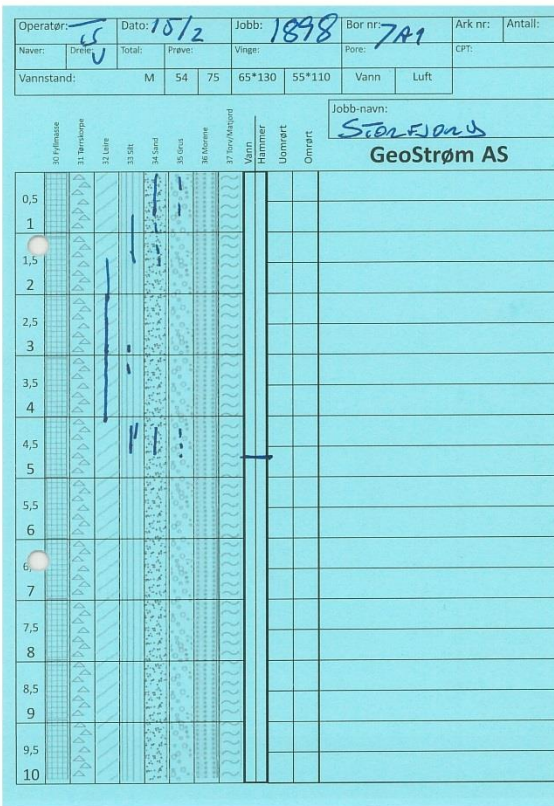 Operatør: IS Dato: 15/2 Jobb: 1898 Bor nr: 7A1 Ark nr: Antall:
Naver: Dreie: Total: Prøve: Vinge: Pore: CPT:
Vannstand: M 54 75 65*130 55*110 Vann Luft
Jobb-navn:
STORFJORD
GeoStrøm AS
30 Fyllmasse 31 Tørrskorpe 32 Leire 33 Silt 34 Sand 35 Grus 36 Morene 37 Torv/Matjord Vann Hammer Uomrørt Omrørt
0,5
1
1,5
2
2,5
3
3,5
4
4,5
5
5,5
6
6,
7
7,5
8
8,5
9
9,5
10